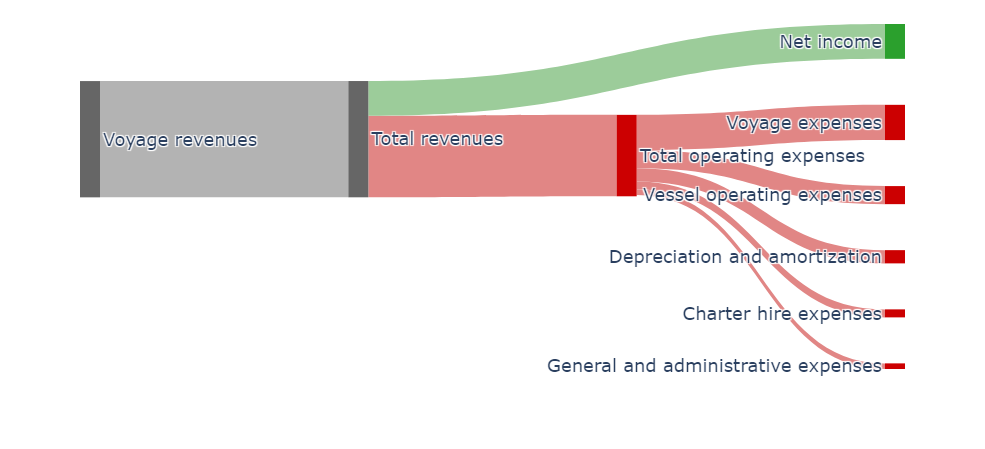 Net income
Voyage expenses
Voyage revenues
Total revenues
Total operating expenses
Vessel operating expenses
Depreciation and amortization
Charter hire expenses
General and administrative expenses